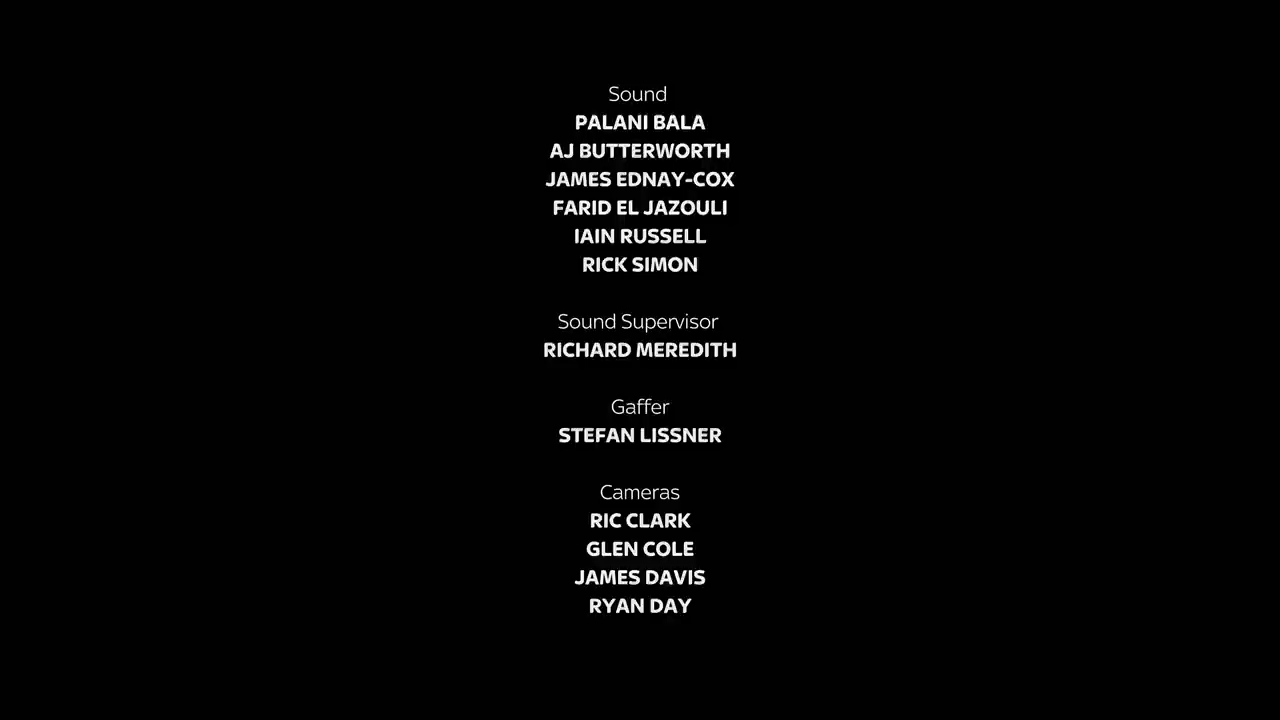 Sound
PALANI BALA
AJ BUTTERWORTH
JAMES EDNAY-COX
FARID EL JAZOULI
IAIN RUSSELL
RICK SIMON
Sound Supervisor
RICHARD MEREDITH
Gaffer
STEFAN LISSNER
Cameras
RIC CLARK
GLEN COLE
JAMES DAVIS
RYAN DAY